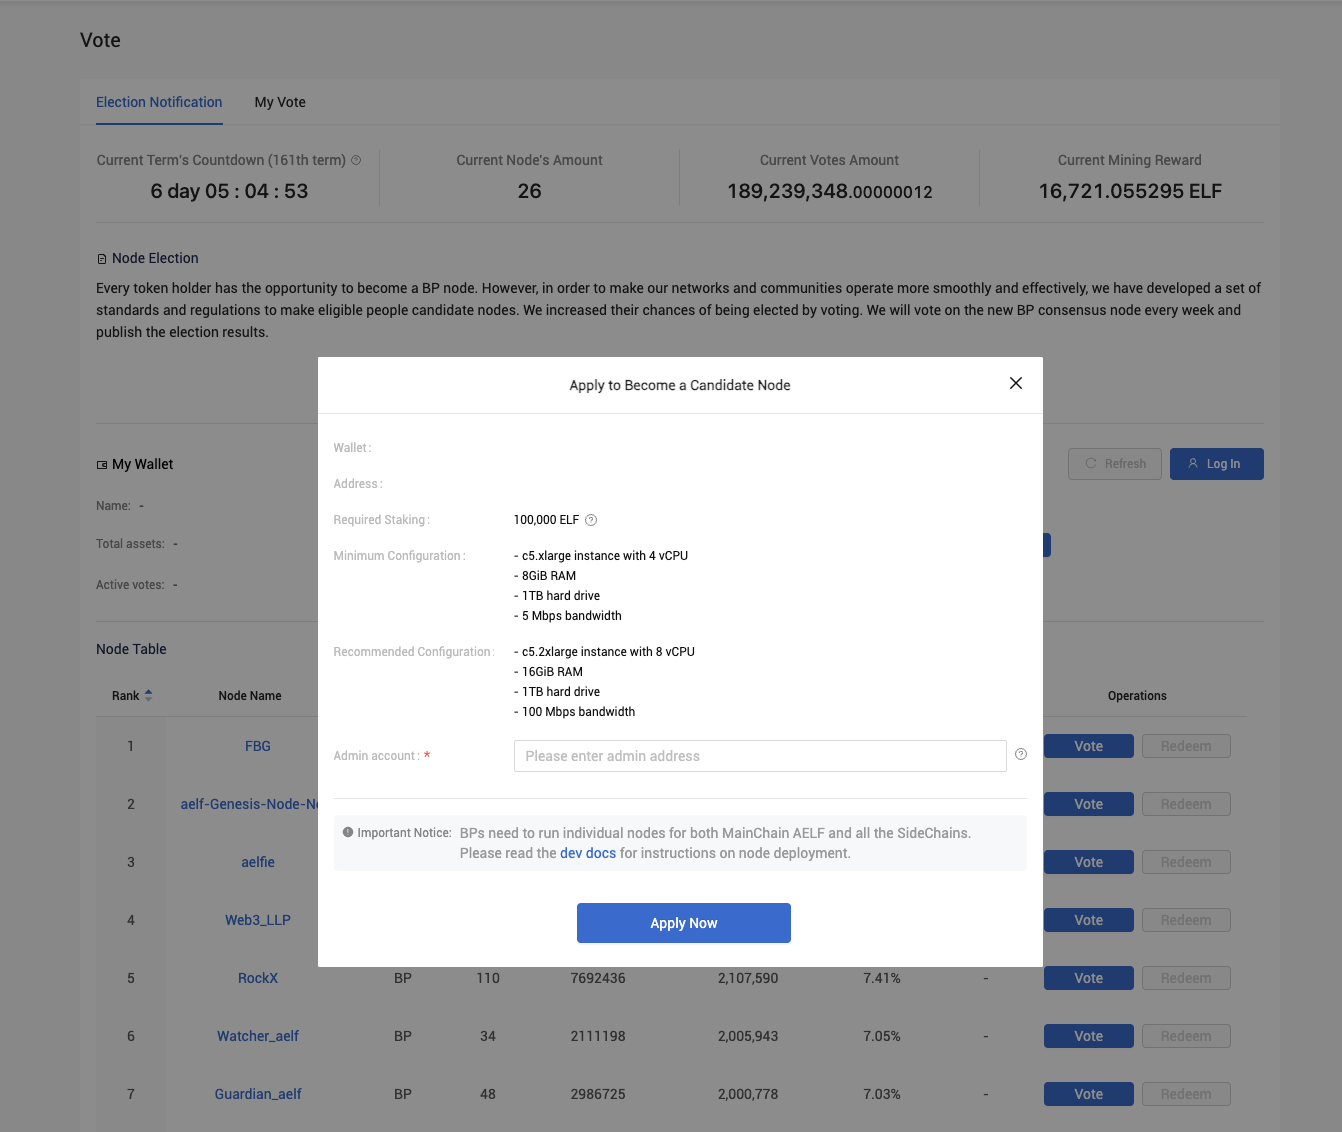 Vote
Election Notification My Vote
Current Term's Countdown (161th term) Current Node's Amount Current Votes Amount Current Mining Reward
6 day 05 : 04 : 53 26 189,239,348.00000012 16,721.055295 ELF
Node Election
Every token holder has the opportunity to become a BP node. However, in order to make our networks and communities operate more smoothly and effectively, we have developed a set of
standards and regulations to make eligible people candidate nodes. We increased their chances of being elected by voting. We will vote on the new BP consensus node every week and
publish the election results.
Apply to Become a Candidate Node
Wallet :
Address :
Required Staking : 100,000 ELF
Minimum Configuration : - c5.xlarge instance with 4 vCPU
- 8GiB RAM
- 1TB hard drive
- 5 Mbps bandwidth
Recommended Configuration : - c5.2xlarge instance with 8 vCPU
- 16GiB RAM
- 1TB hard drive
- 100 Mbps bandwidth
Admin account : * Please enter admin address
Important Notice: BPs need to run individual nodes for both MainChain AELF and all the SideChains.
Please read the dev docs for instructions on node deployment.
Apply Now
My Wallet Refresh Log In
Name: -
Total assets: -
Active votes: -
Node Table
Rank Node Name Operations
1 FBG Vote Redeem
2 aelf-Genesis-Node-N Vote Redeem
3 aelfie Vote Redeem
4 Web3_LLP Vote Redeem
5 RockX BP 110 7692436 2,107,590 7.41% - Vote Redeem
6 Watcher_aelf BP 34 2111198 2,005,943 7.05% - Vote Redeem
7 Guardian_aelf BP 48 2986725 2,000,778 7.03% - Vote Redeem